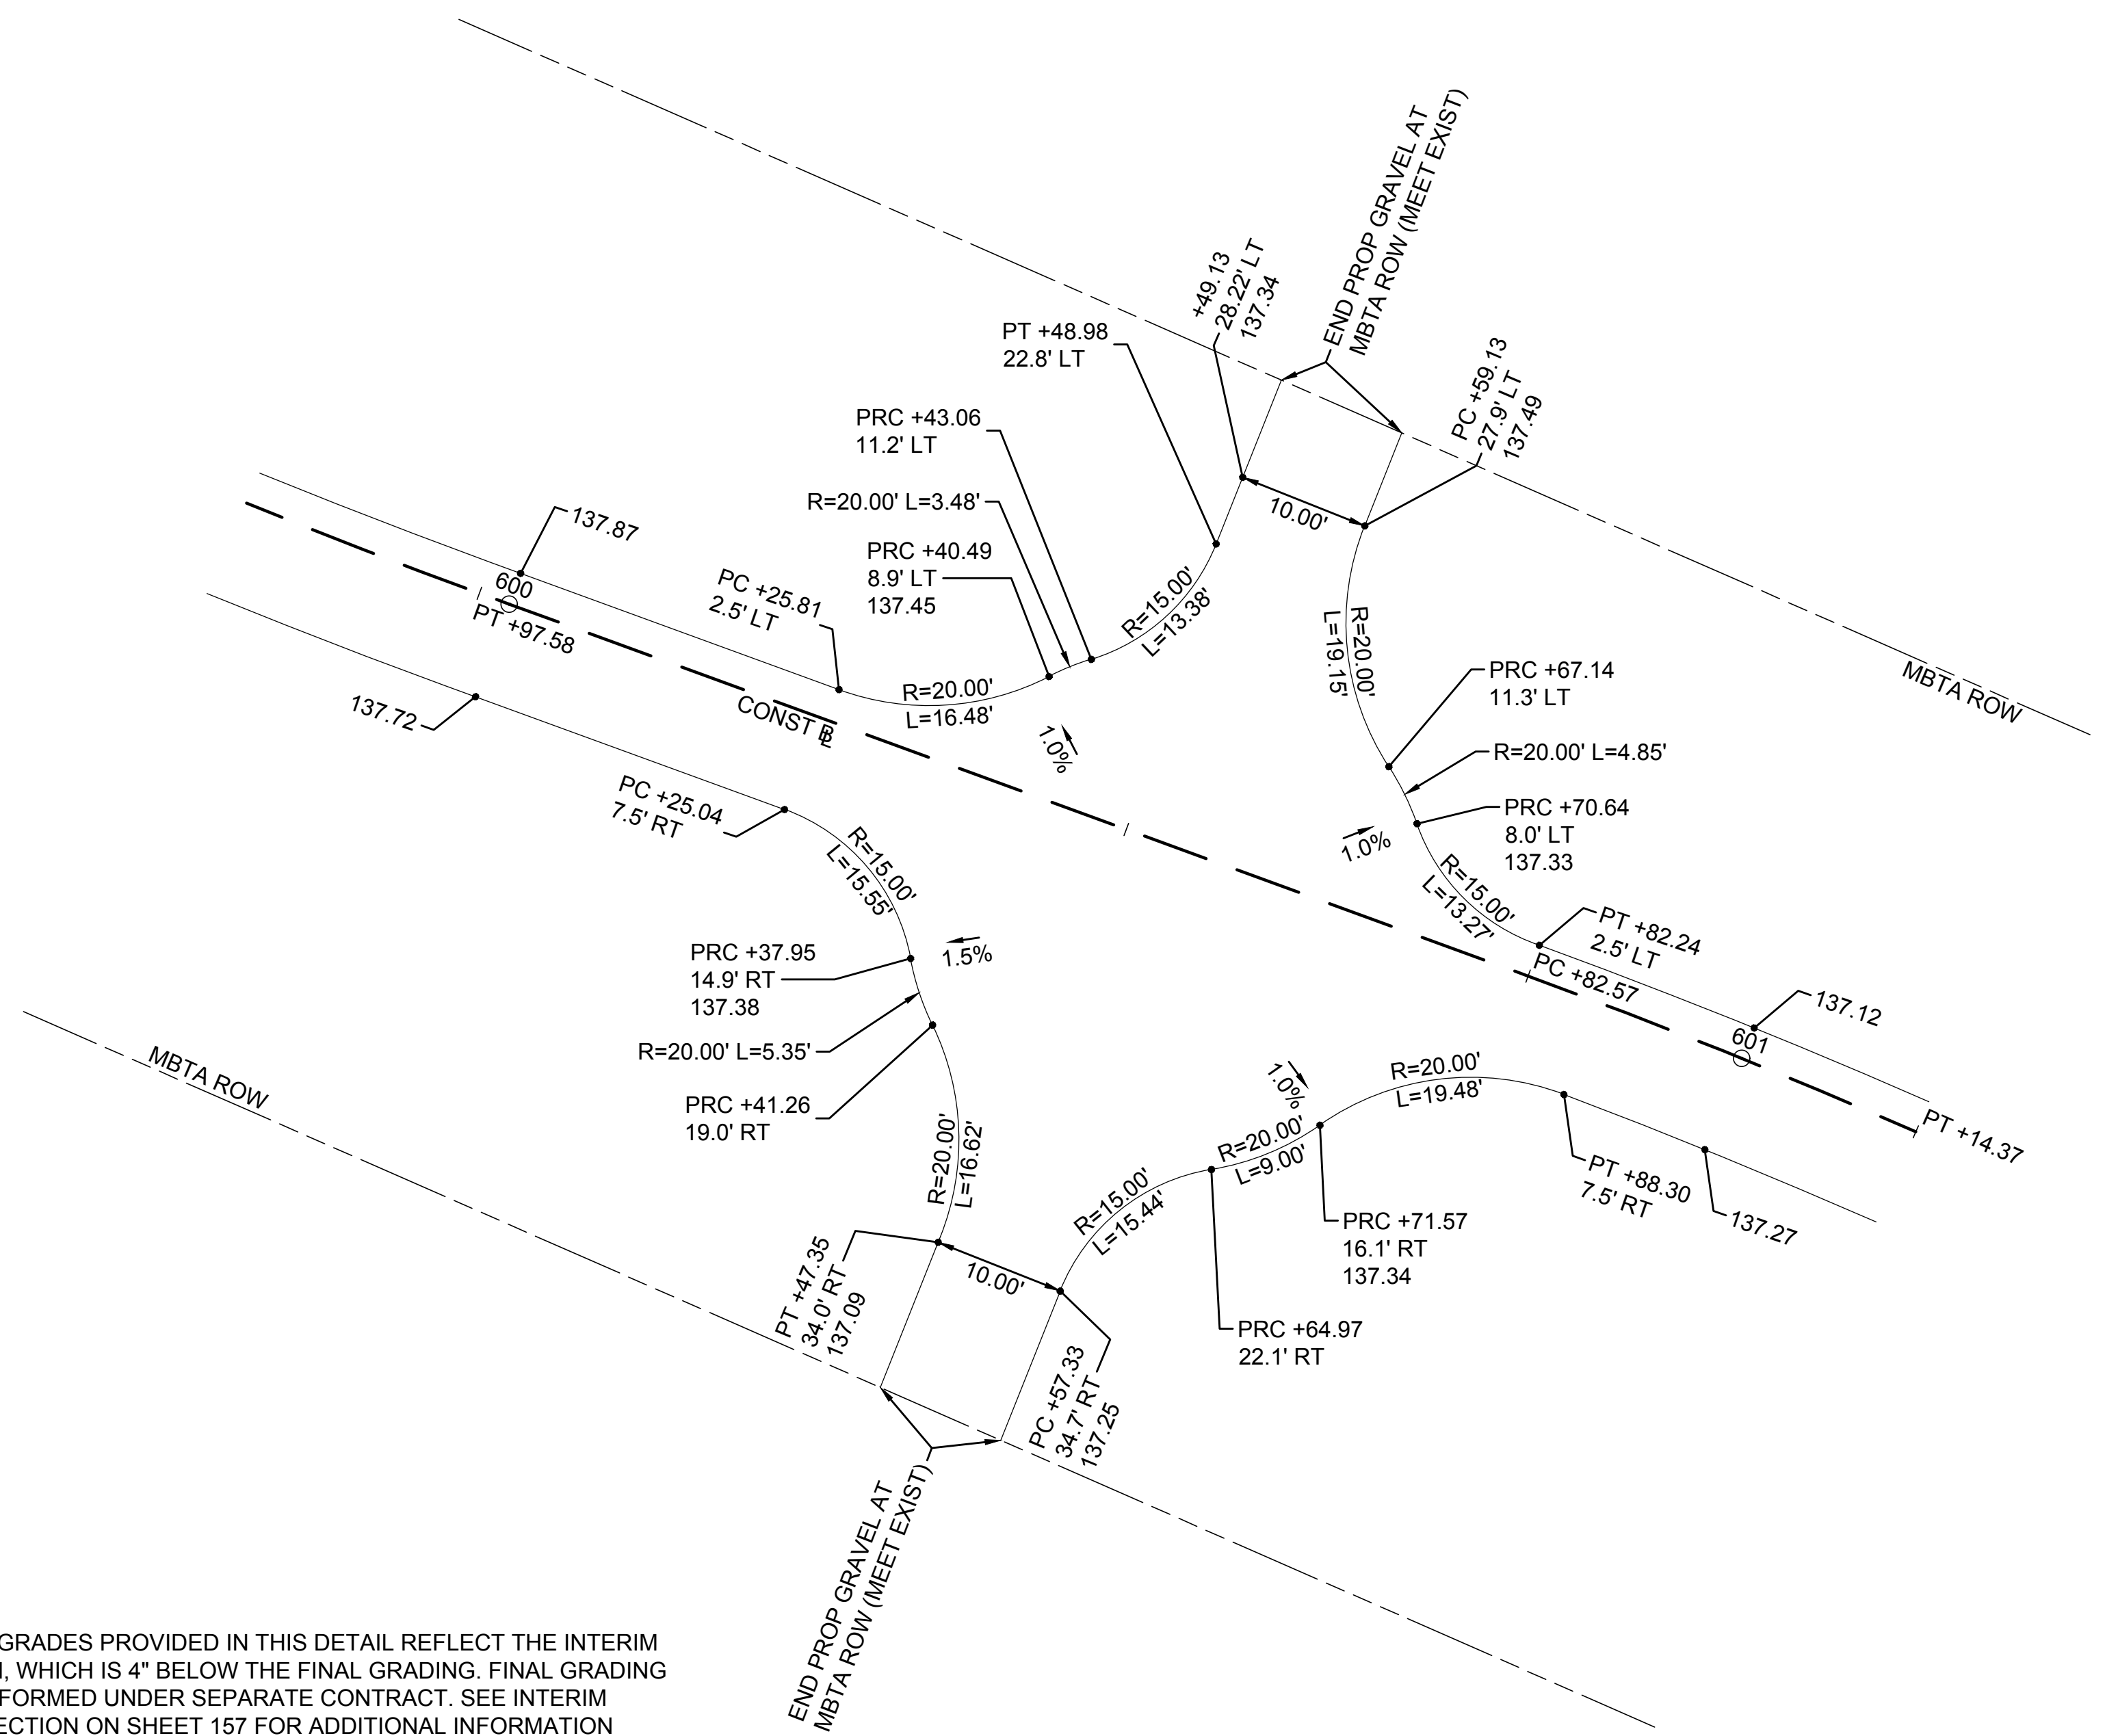 END PROP GRAVEL AT
MBTA ROW (MEET EXIST)
+49.13
28.22' LT
137.34
PT +48.98
22.8' LT
PC +59.13
27.9' LT
137.49
PRC +43.06
11.2' LT
R=20.00' L=3.48'
PRC +40.49
8.9' LT
137.45
10.00'
137.87
600
PT +97.58
PC +25.81
2.5' LT
R=15.00'
L=13.38'
R=20.00'
L=19.15'
R=20.00'
L=16.48'
CONST BL
137.72
1.0%
PRC +67.14
11.3' LT
MBTA ROW
R=20.00' L=4.85'
PC +25.04
7.5' RT
PRC +70.64
8.0' LT
137.33
1.0%
R=15.00'
L=15.55'
R=15.00'
L=13.27'
PT +82.24
2.5' LT
PRC +37.95
14.9' RT
137.38
1.5%
PC +82.57
137.12
601
R=20.00' L=5.35'
MBTA ROW
PRC +41.26
19.0' RT
1.0%
R=20.00'
L=19.48'
PT +14.37
R=20.00'
L=16.62'
R=20.00'
L=9.00'
R=15.00'
L=15.44'
PT +88.30
7.5' RT
137.27
PRC +71.57
16.1' RT
137.34
10.00'
PT +47.35
34.0' RT
137.09
PRC +64.97
22.1' RT
PC +57.33
34.7' RT
137.25
END PROP GRAVEL AT
MBTA ROW (MEET EXIST)
GRADES PROVIDED IN THIS DETAIL REFLECT THE INTERIM
, WHICH IS 4" BELOW THE FINAL GRADING. FINAL GRADING
FORMED UNDER SEPARATE CONTRACT. SEE INTERIM
ECTION ON SHEET 157 FOR ADDITIONAL INFORMATION